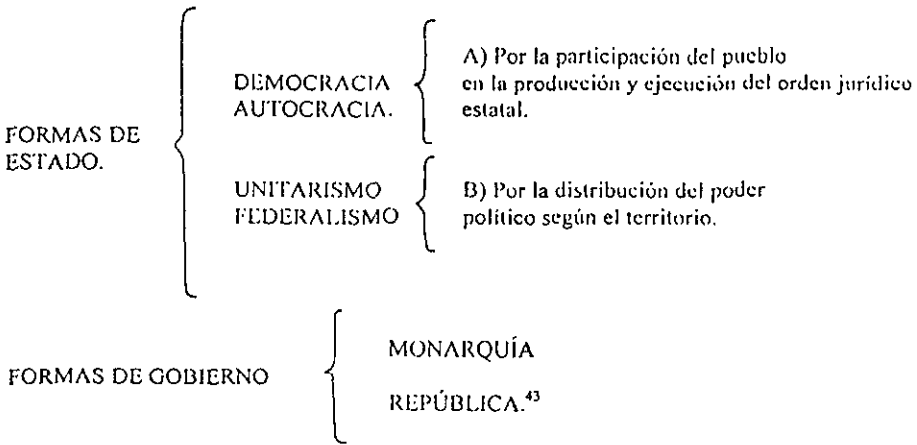 FORMAS DE
ESTADO.
DEMOCRACIA
AUTOCRACIA.
A) Por la participación del pueblo
en la producción y ejecución del orden jurídico
estatal.
UNITARISMO
FEDERALISMO
B) Por la distribución del poder
político según el territorio.
FORMAS DE GOBIERNO
MONARQUÍA
REPÚBLICA.⁴³